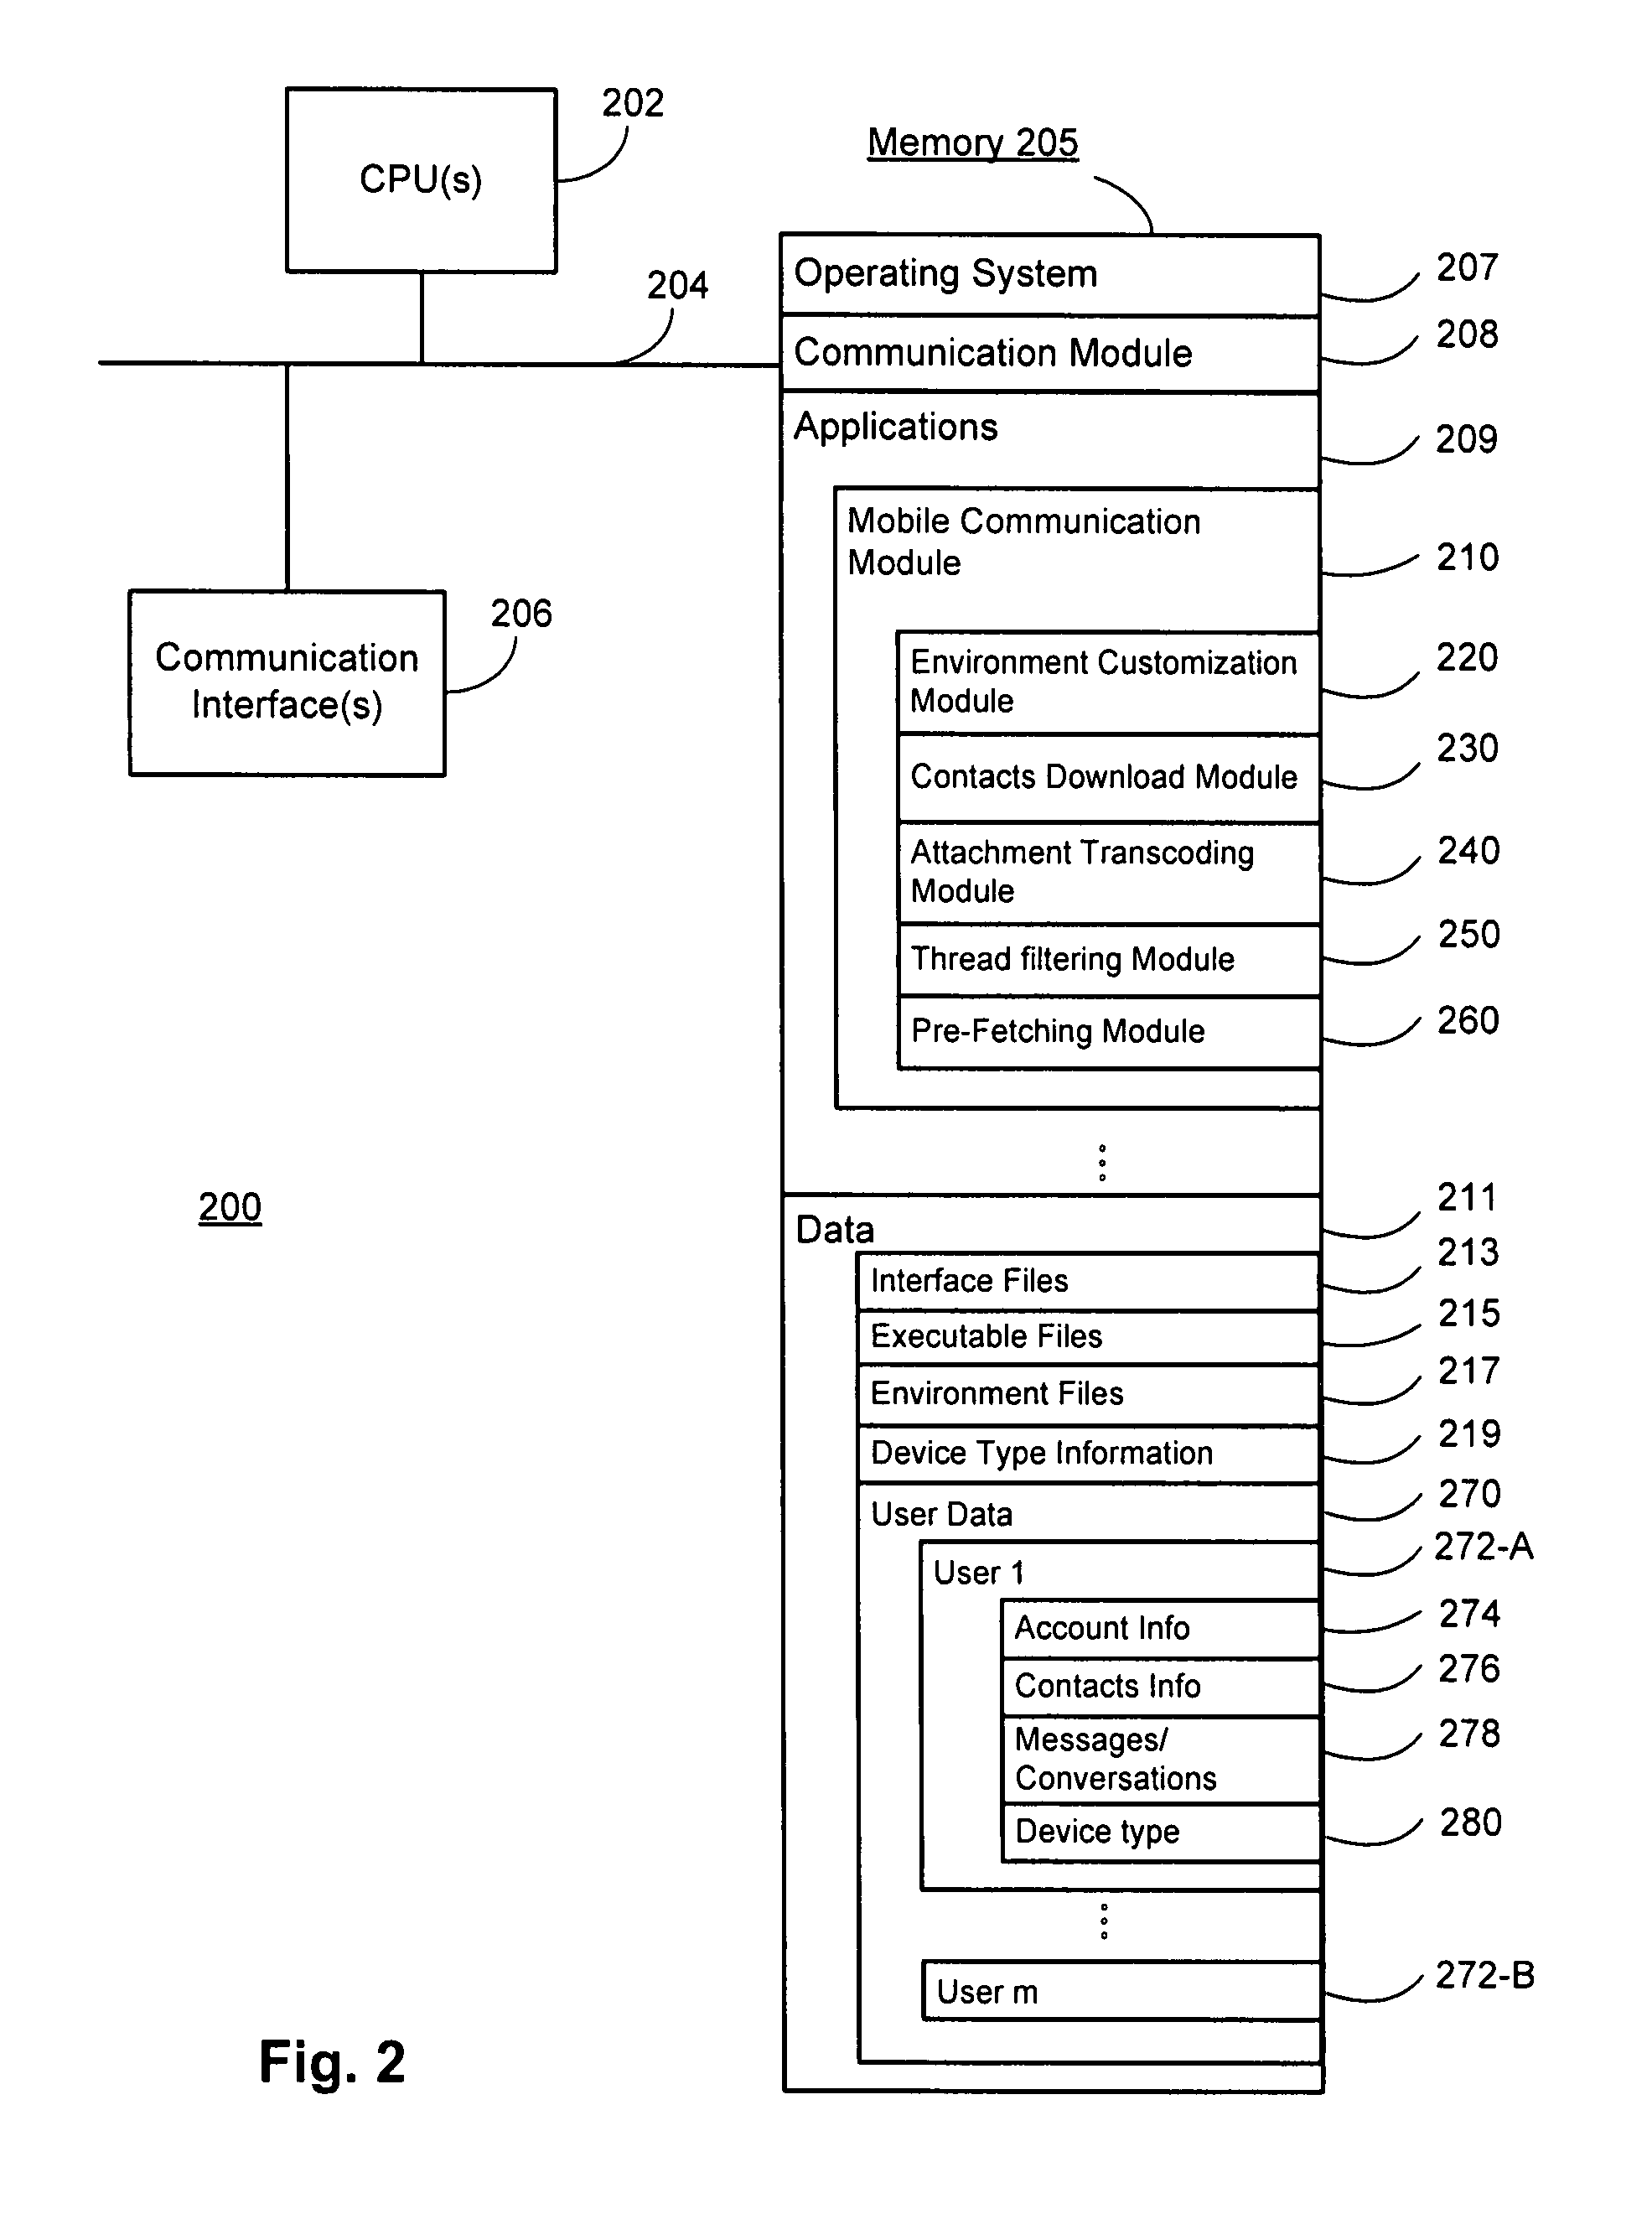 202
CPU(s)
Memory 205
Operating System
207
204
Communication Module
208
Applications
209
Mobile Communication
Module
210
206
Communication
Interface(s)
Environment Customization
Module
220
Contacts Download Module
230
Attachment Transcoding
Module
240
Thread filtering Module
250
Pre-Fetching Module
260
200
Data
211
Interface Files
213
Executable Files
215
Environment Files
217
Device Type Information
219
User Data
270
User 1
272-A
Account Info
274
Contacts Info
276
Messages/
Conversations
278
Device type
280
User m
272-B
Fig. 2